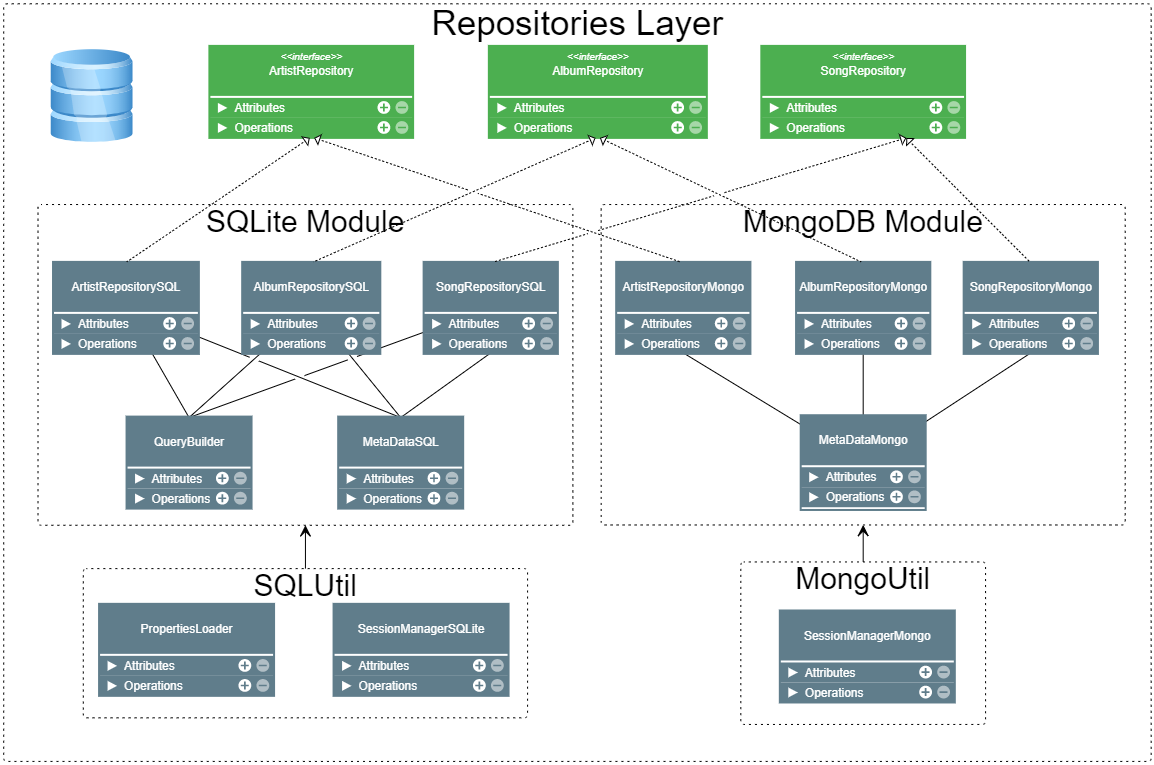 Repositories Layer
<<interface>>
ArtistRepository
Attributes
Operations
<<interface>>
AlbumRepository
Attributes
Operations
<<interface>>
SongRepository
Attributes
Operations
SQLite Module
ArtistRepositorySQL
Attributes
Operations
AlbumRepositorySQL
Attributes
Operations
SongRepositorySQL
Attributes
Operations
QueryBuilder
Attributes
Operations
MetaDataSQL
Attributes
Operations
MongoDB Module
ArtistRepositoryMongo
Attributes
Operations
AlbumRepositoryMongo
Attributes
Operations
SongRepositoryMongo
Attributes
Operations
MetaDataMongo
Attributes
Operations
SQLUtil
PropertiesLoader
Attributes
Operations
SessionManagerSQLite
Attributes
Operations
MongoUtil
SessionManagerMongo
Attributes
Operations